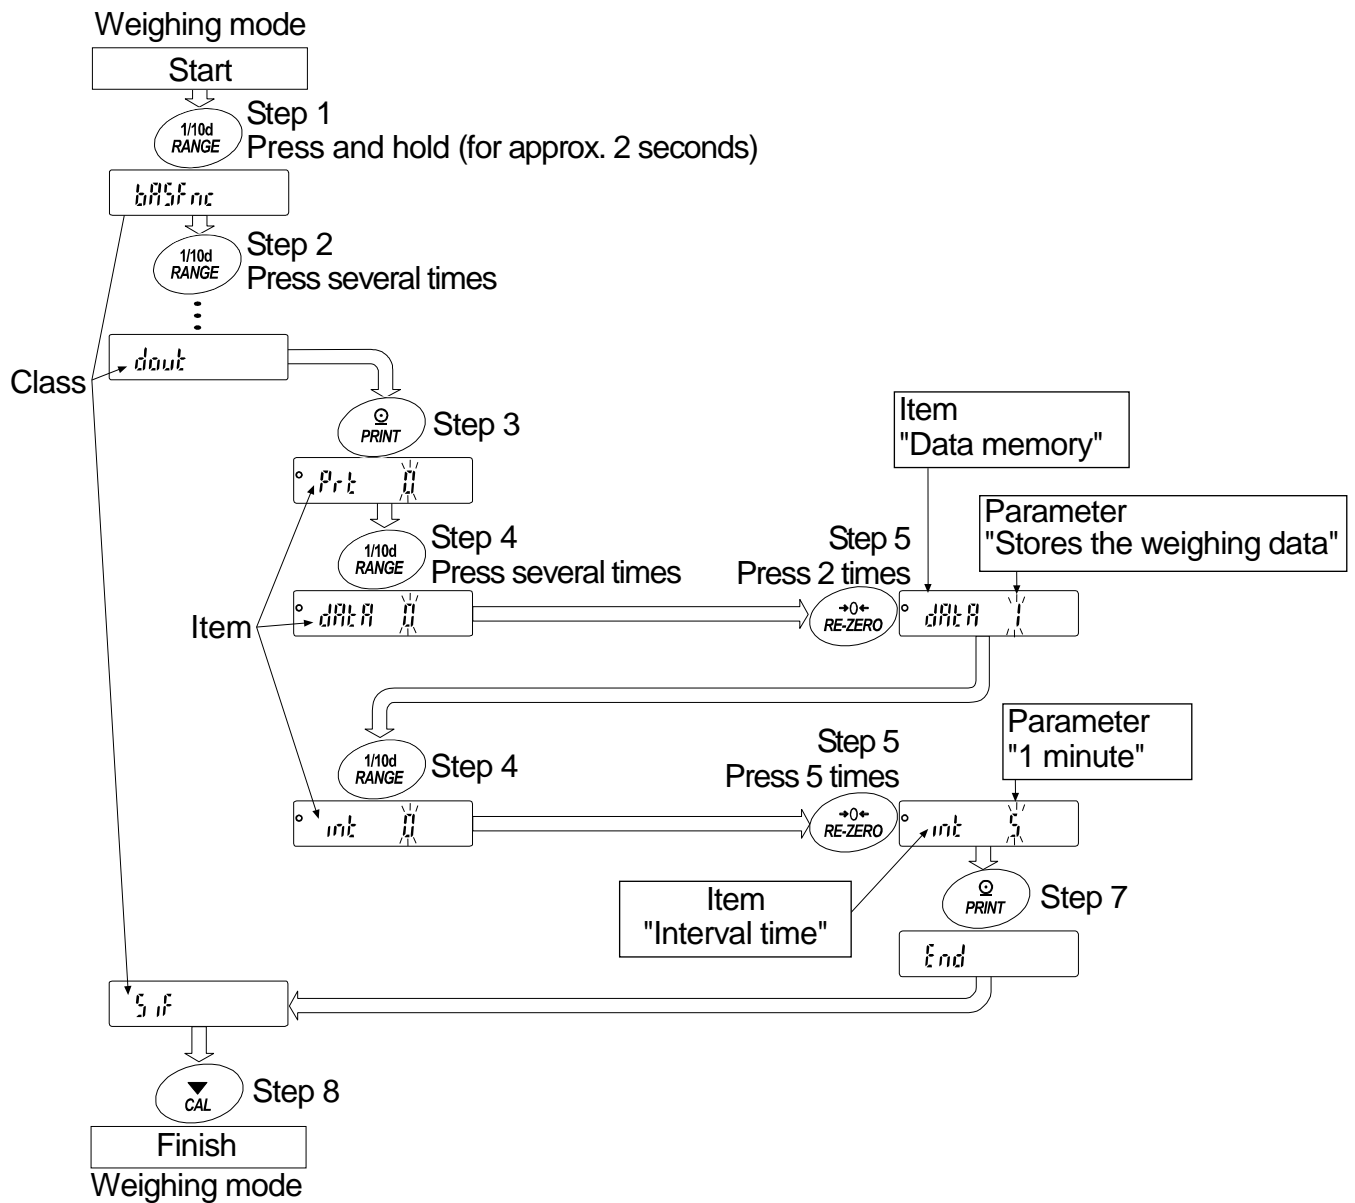 Weighing mode
Start
1/10d
RANGE
Step 1
Press and hold (for approx. 2 seconds)
bASFnc
1/10d
RANGE
Step 2
Press several times
dout
Class
PRINT
Step 3
Item
"Data memory"
Prt 0
Parameter
"Stores the weighing data"
1/10d
RANGE
Step 4
Press several times
Step 5
Press 2 times
Item
dAtA 0
→0←
RE-ZERO
dAtA 1
1/10d
RANGE
Step 4
Step 5
Press 5 times
Parameter
"1 minute"
int 0
→0←
RE-ZERO
int 5
Item
"Interval time"
PRINT
Step 7
End
SiF
CAL
Step 8
Finish
Weighing mode